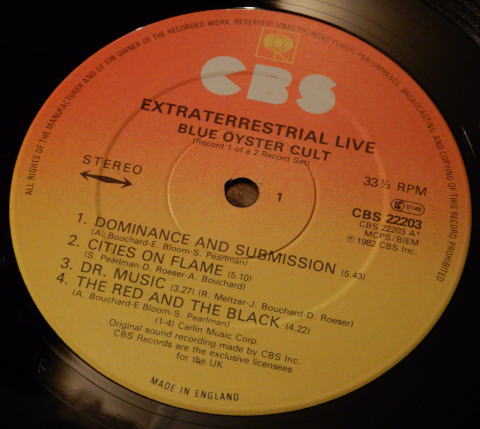 ALL RIGHTS OF THE MANUFACTURER AND OF THE OWNER OF THE RECORDED WORK RESERVED. UNAUTHORISED PUBLIC PERFORMANCE, BROADCASTING AND COPYING OF THIS RECORD PROHIBITED
CBS
EXTRATERRESTRIAL LIVE
BLUE ÖYSTER CULT
(Record 1 of a 2 Record Set)
STEREO
1
33⅓ RPM
0149
CBS 22203
CBS 22203 A*
MCPS/BIEM
℗ 1982 CBS Inc.
1. DOMINANCE AND SUBMISSION (5.43)
(A. Bouchard-E. Bloom-S. Pearlman)
2. CITIES ON FLAME (5.10)
(S. Pearlman-D. Roeser-A. Bouchard)
3. DR. MUSIC (3.27) (R. Meltzer-J. Bouchard D. Roeser)
4. THE RED AND THE BLACK (4.22)
(A. Bouchard-E Bloom-S. Pearlman)
(1-4) Carlin Music Corp.
Original sound recording made by CBS Inc.
CBS Records are the exclusive licensees
for the UK
MADE IN ENGLAND